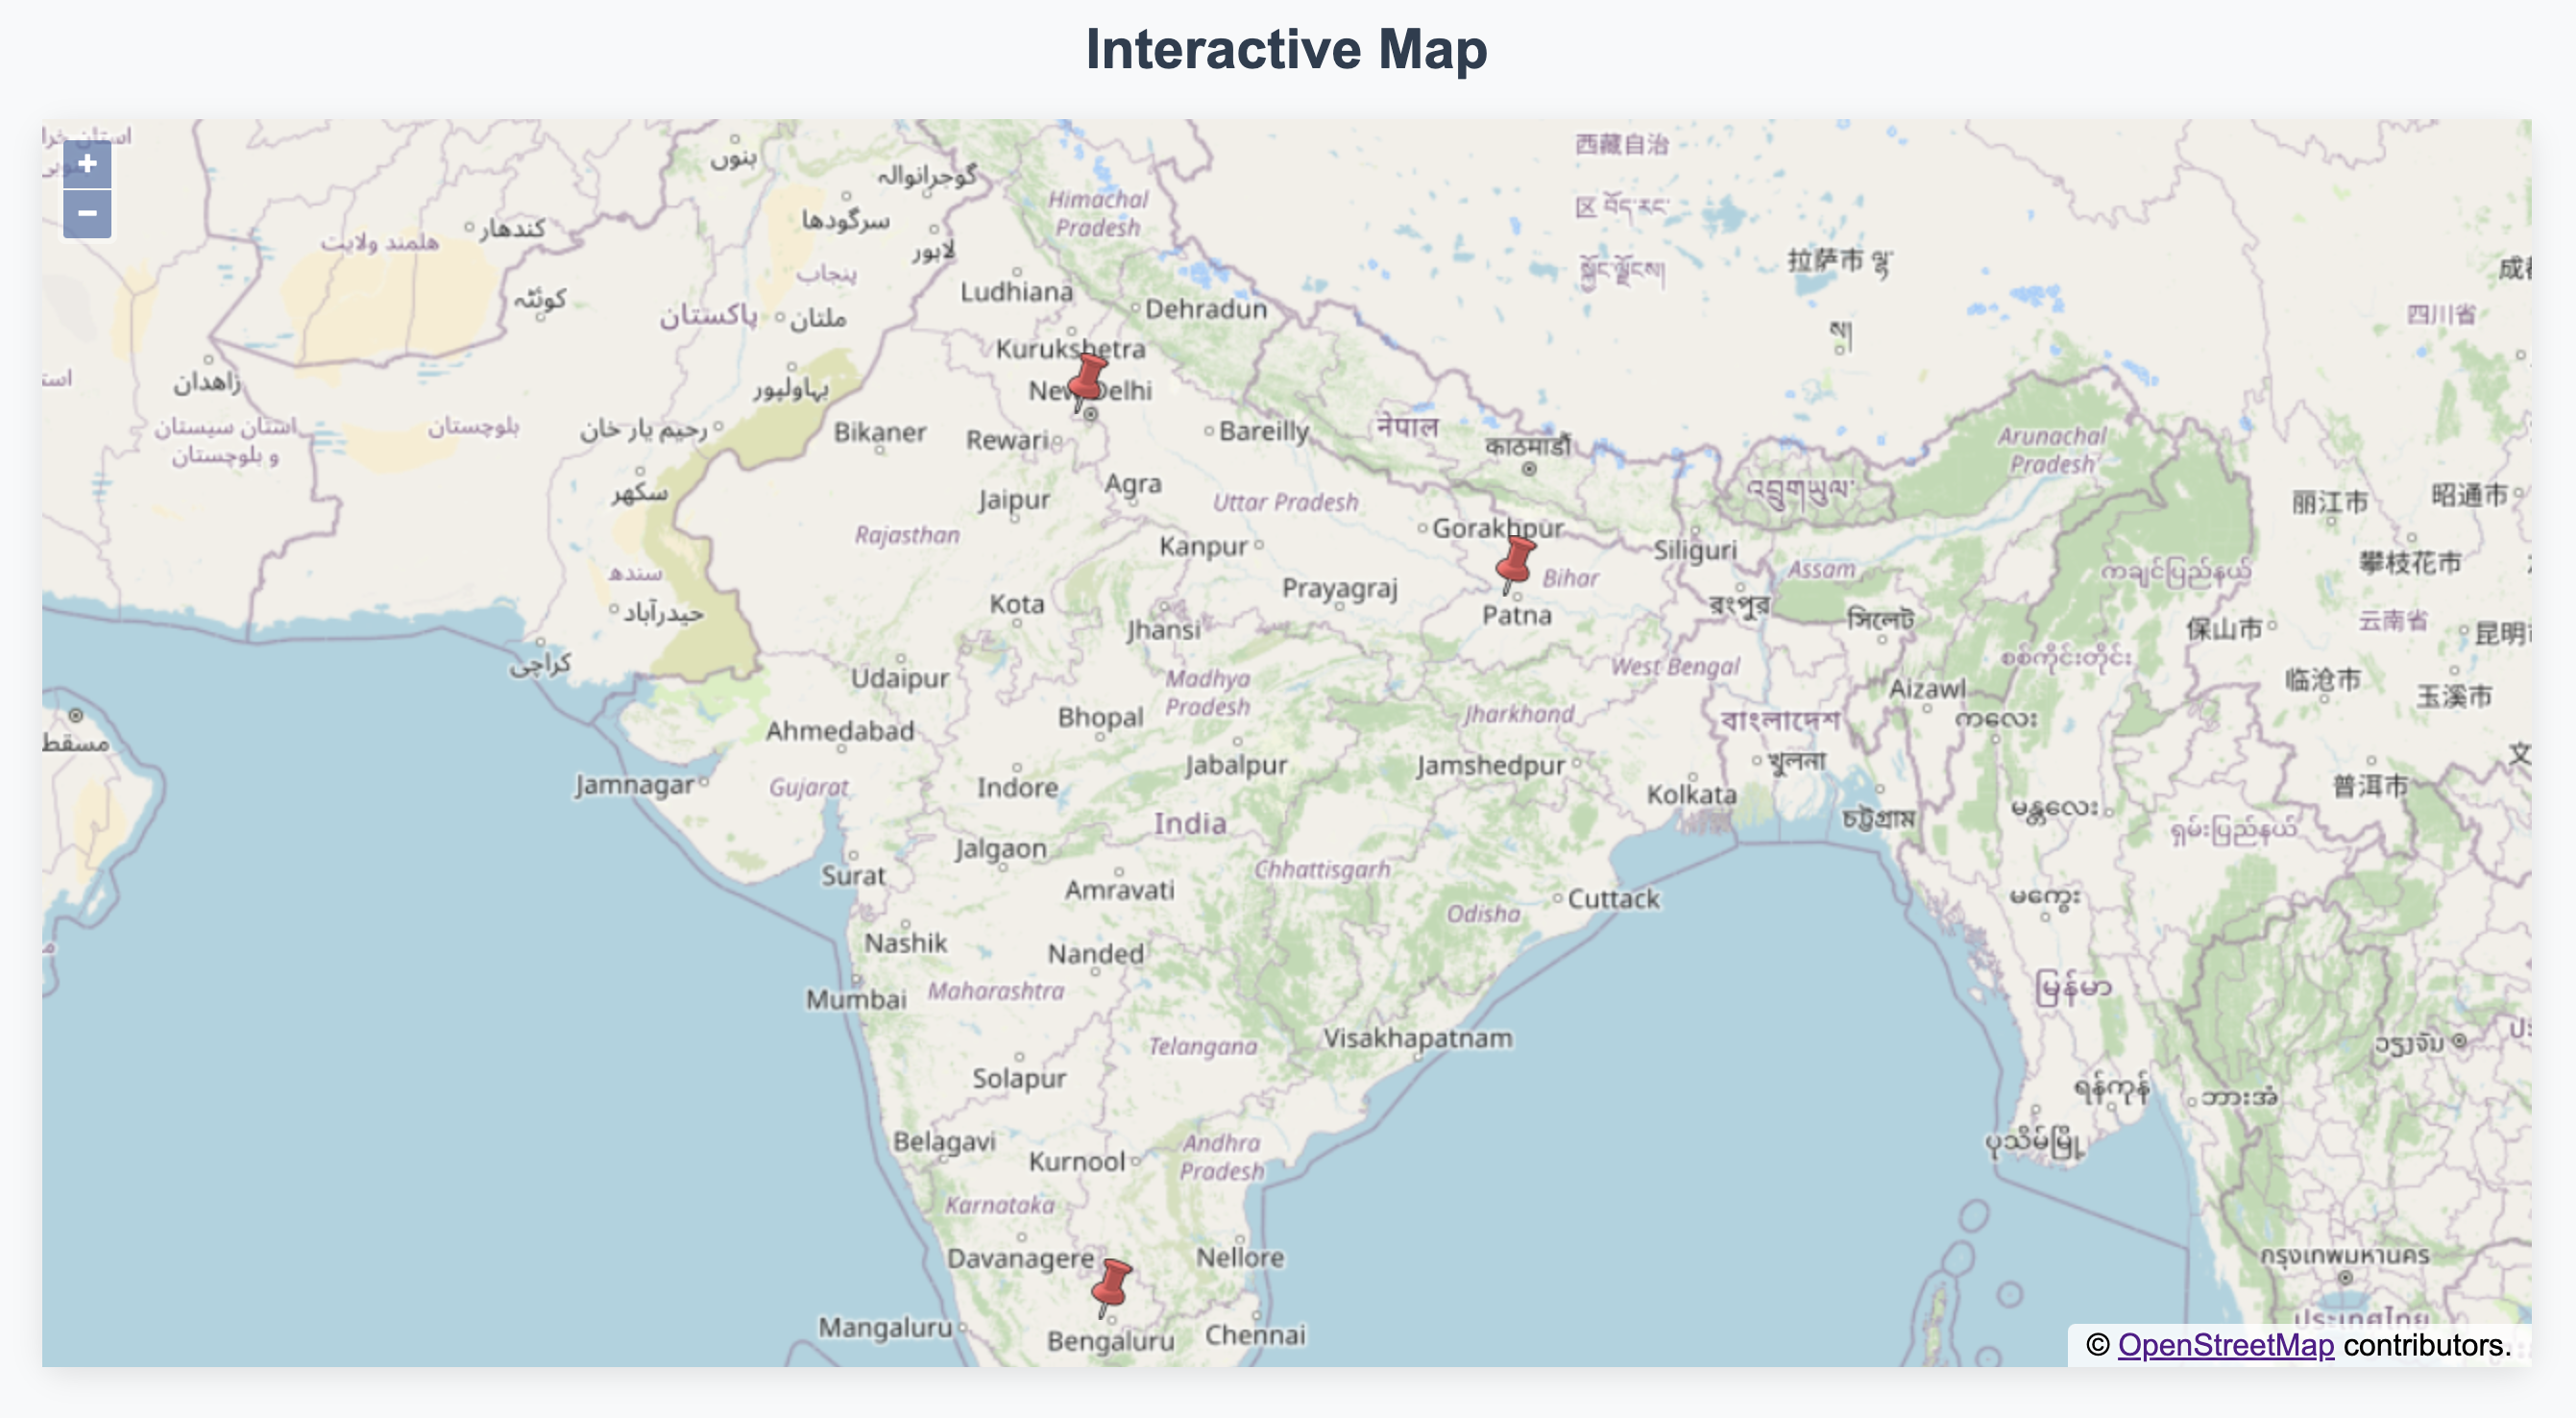 Interactive Map
+
−
بنوں
گوجرانوالہ
سرگودھا
Himachal
Pradesh
西藏自治
区 བོད་རང་
སྐྱོང་ལྗོངས།
拉萨市 ལྷ་
ས།
کندهار
هلمند ولایت
لاہور
پنجاب
Ludhiana
Dehradun
کوئٹہ
پاکستان
ملتان
四川省
Kurukshetra
New Delhi
زاهدان
بہاولپور
بلوچستان
رحیم یار خان
Bikaner
Rewari
Bareilly
नेपाल
काठमाडौं
استان سیستان
و بلوچستان
Arunachal
Pradesh
سکھر
Jaipur
Agra
Uttar Pradesh
འབྲུག་ཡུལ་
丽江市
昭通市
Rajasthan
Gorakhpur
Kanpur
Siliguri
Bihar
Assam
ကချင်ပြည်နယ်
攀枝花市
سندھ
حیدرآباد
Kota
Prayagraj
Patna
রংপুর
সিলেট
保山市
云南省
Jhansi
کراچی
Udaipur
Madhya
Pradesh
West Bengal
စစ်ကိုင်းတိုင်း
Aizawl
ကလေး
临沧市
玉溪市
Ahmedabad
Bhopal
Jharkhand
বাংলাদেশ
مسقط
Jamnagar
Gujarat
Indore
Jabalpur
Jamshedpur
Kolkata
খুলনা
普洱市
India
চট্টগ্রাম
မန္တလေး
ရှမ်းပြည်နယ်
Jalgaon
Surat
Amravati
Chhattisgarh
Odisha
Cuttack
မကွေး
Nashik
Nanded
Mumbai
Maharashtra
မြန်မာ
Telangana
Visakhapatnam
ວຽງຈັນ
Solapur
ရန်ကုန်
ဘားအံ
Belagavi
Kurnool
Andhra
Pradesh
ပုသိမ်မြို့
Karnataka
Davanagere
Nellore
กรุงเทพมหานคร
Mangaluru
Bengaluru
Chennai
ประเทศไทย
© OpenStreetMap contributors.